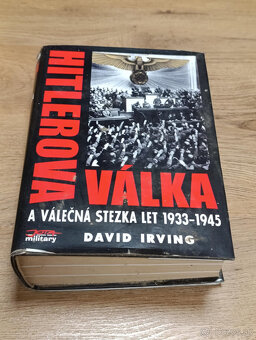 HITLEROVA
VÁLKA
A VÁLEČNÁ STEZKA LET 1933–1945
military
DAVID IRVING